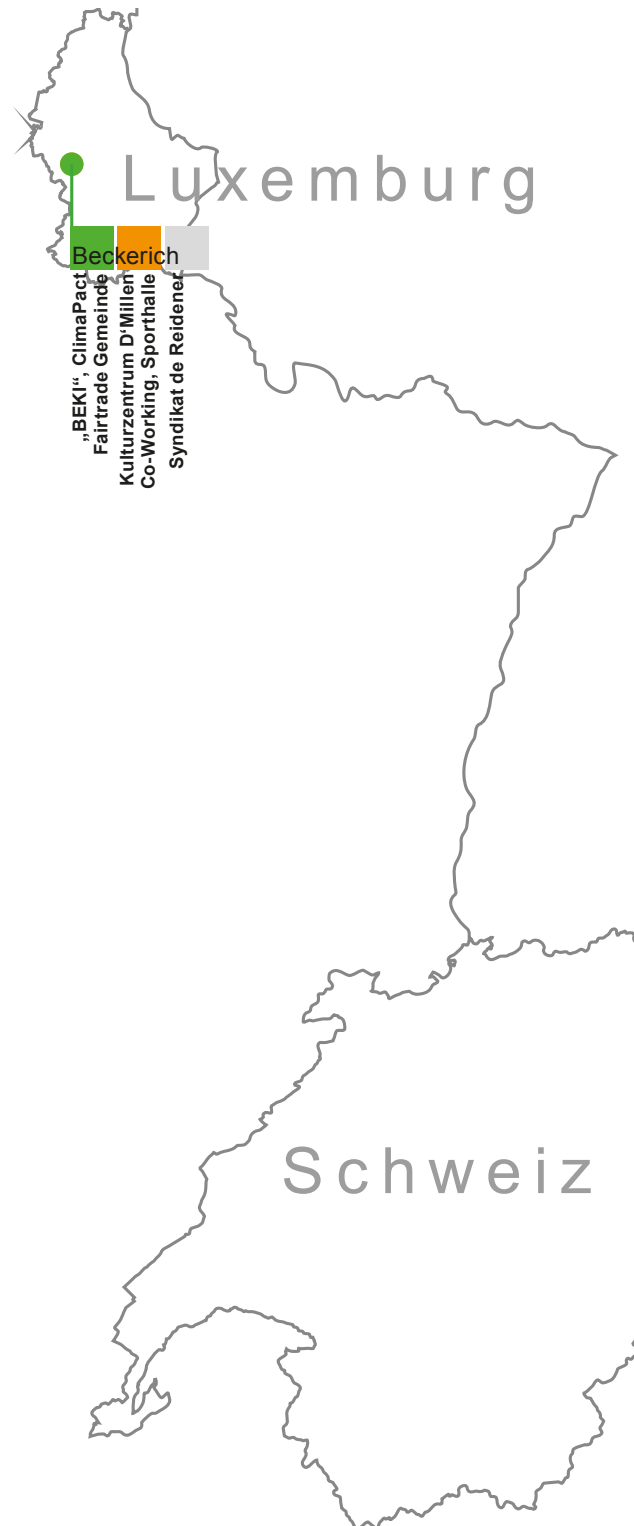 Luxemburg
Beckerich
„BEKI“, ClimaPact
Fairtrade Gemeinde
Kulturzentrum D‘Millen
Co-Working, Sporthalle
Syndikat de Reidener
Schweiz